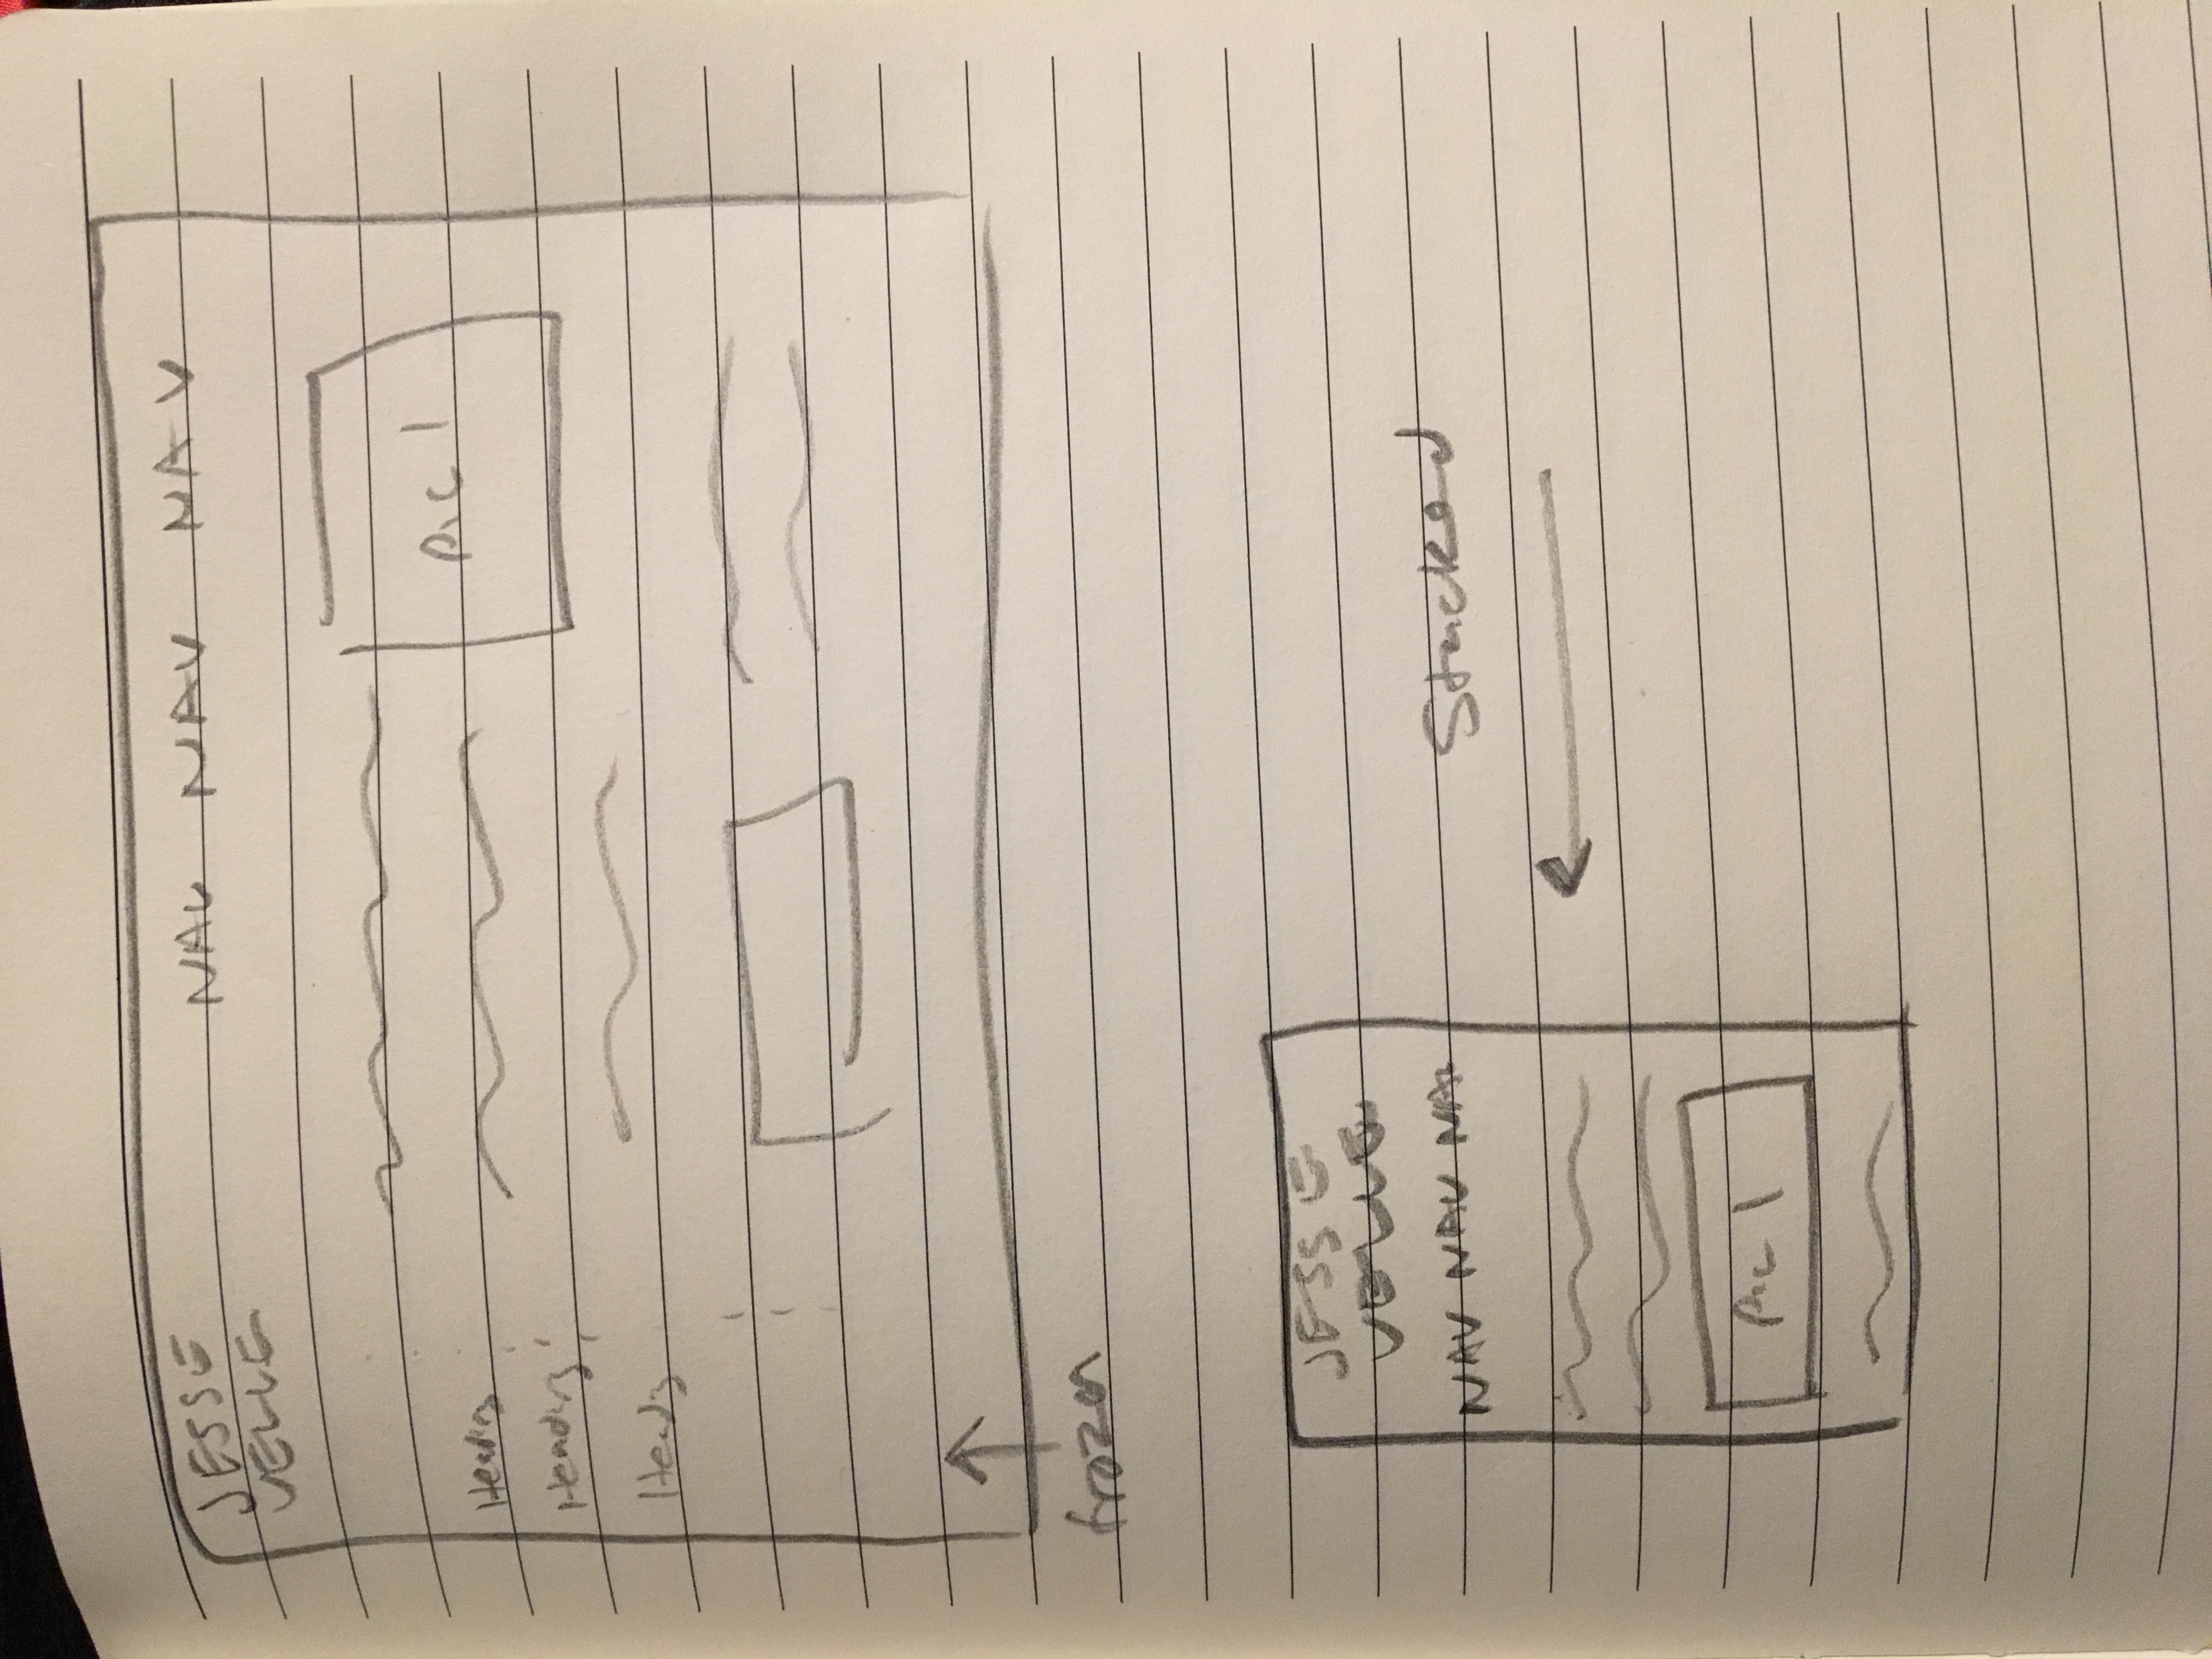 JESSE
VELLE
NAV NAV NAV
Pic 1
Heading
Heading
Heading
frozen
JESSE
VELLE
NAV NAV NAV
Stacked
Pic 1